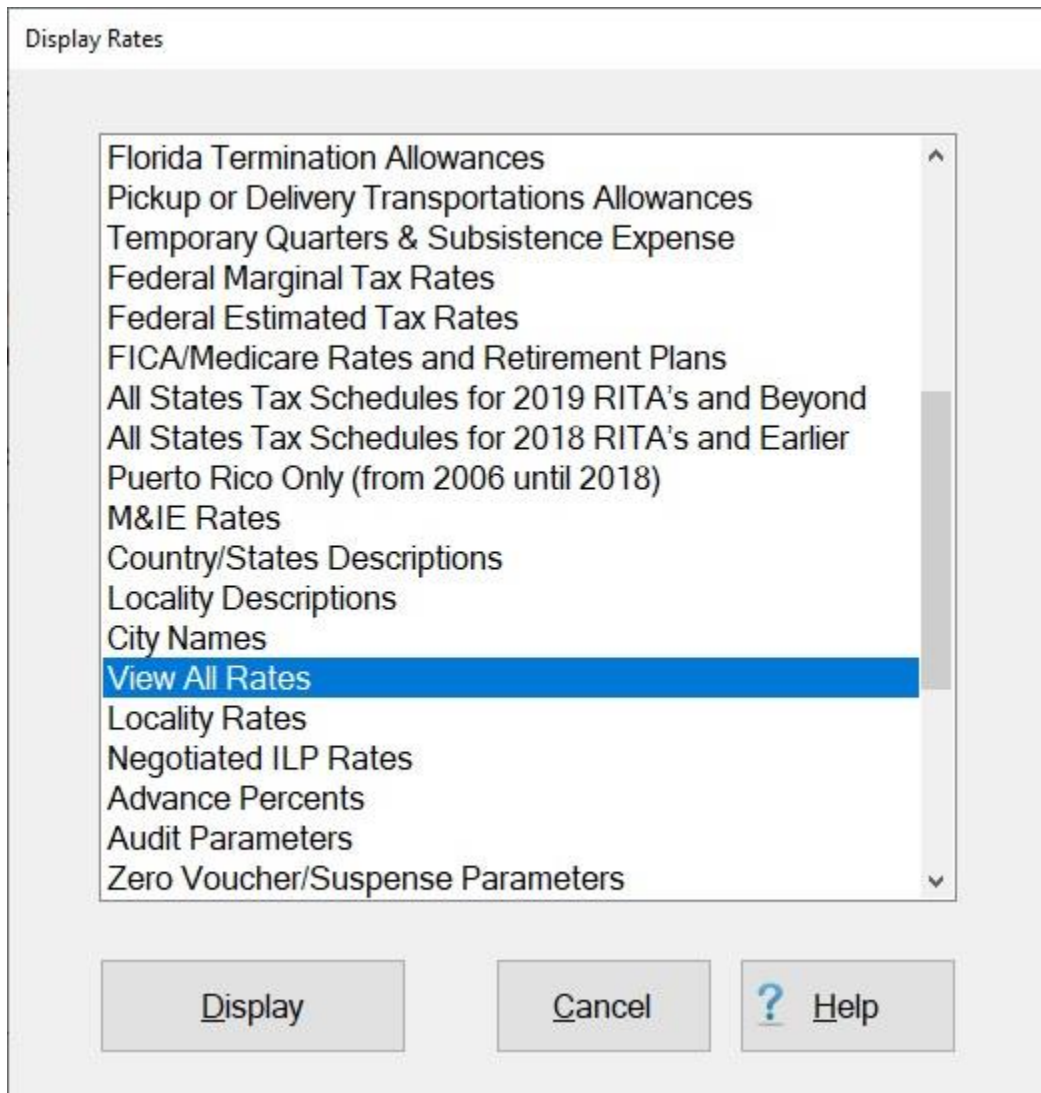 Display Rates
Florida Termination Allowances
Pickup or Delivery Transportations Allowances
Temporary Quarters & Subsistence Expense
Federal Marginal Tax Rates
Federal Estimated Tax Rates
FICA/Medicare Rates and Retirement Plans
All States Tax Schedules for 2019 RITA's and Beyond
All States Tax Schedules for 2018 RITA's and Earlier
Puerto Rico Only (from 2006 until 2018)
M&IE Rates
Country/States Descriptions
Locality Descriptions
City Names
View All Rates
Locality Rates
Negotiated ILP Rates
Advance Percents
Audit Parameters
Zero Voucher/Suspense Parameters
Display
Cancel
? Help